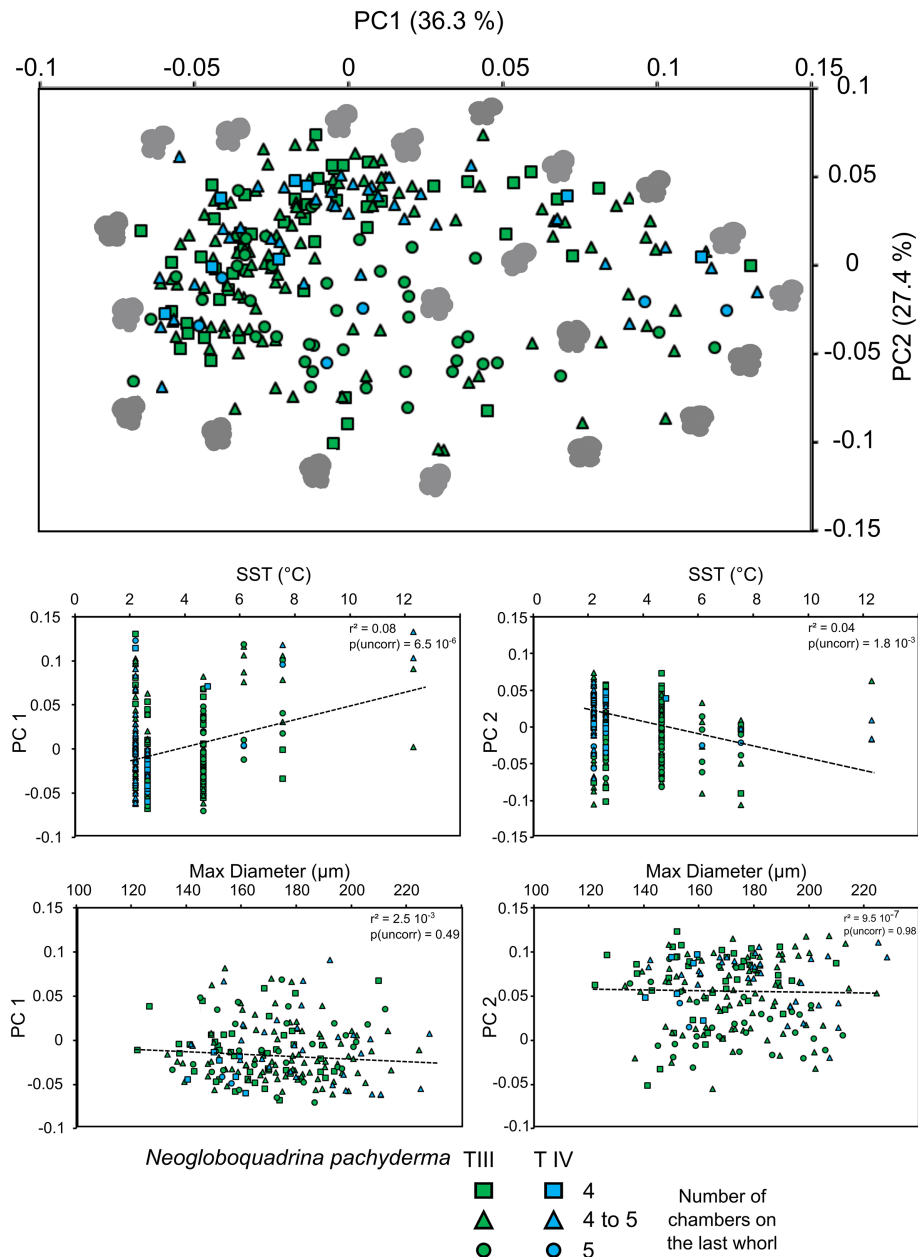 PC1 (36.3 %)
-0.1 -0.05 0 0.05 0.1 0.15
0.1
0.05
0
-0.05
-0.1
-0.15
PC2 (27.4 %)
SST (°C)
0 2 4 6 8 10 12
0.15
0.1
0.05
0
-0.05
-0.1
PC 1
r² = 0.08
p(uncorr) = 6.5 10⁻⁶
SST (°C)
0 2 4 6 8 10 12
0.15
0.1
0.05
0
-0.05
-0.1
-0.15
PC 2
r² = 0.04
p(uncorr) = 1.8 10⁻³
Max Diameter (µm)
100 120 140 160 180 200 220
0.15
0.1
0.05
0
-0.05
-0.1
PC 1
r² = 2.5 10⁻³
p(uncorr) = 0.49
Max Diameter (µm)
100 120 140 160 180 200 220
0.15
0.1
0.05
0
-0.05
-0.1
PC 2
r² = 9.5 10⁻⁷
p(uncorr) = 0.98
Neogloboquadrina pachyderma TIII T IV
4
4 to 5
5
Number of
chambers on
the last whorl